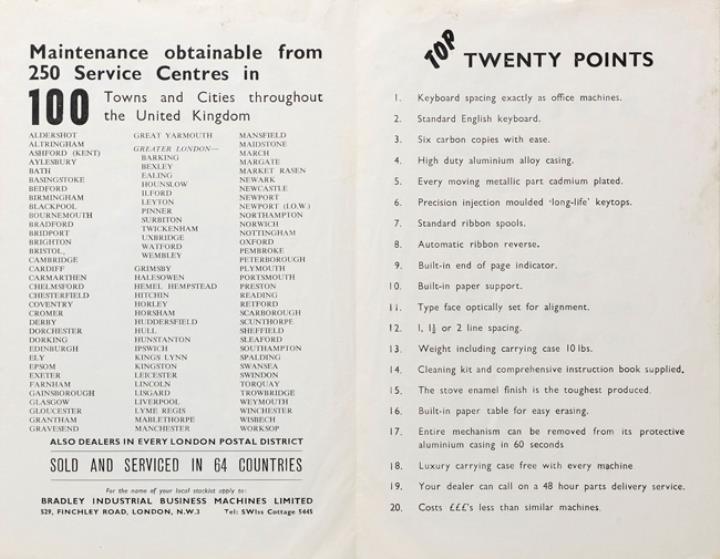 Maintenance obtainable from
250 Service Centres in
100 Towns and Cities throughout
the United Kingdom
ALDERSHOT
ALTRINGHAM
ASHFORD (KENT)
AYLESBURY
BATH
BASINGSTOKE
BEDFORD
BIRMINGHAM
BLACKPOOL
BOURNEMOUTH
BRADFORD
BRIDPORT
BRIGHTON
BRISTOL,
CAMBRIDGE
CARDIFF
CARMARTHEN
CHELMSFORD
CHESTERFIELD
COVENTRY
CROMER
DERBY
DORCHESTER
DORKING
EDINBURGH
ELY
EPSOM
EXETER
FARNHAM
GAINSBOROUGH
GLASGOW
GLOUCESTER
GRANTHAM
GRAVESEND
GREAT YARMOUTH
GREATER LONDON—
BARKING
BEXLEY
EALING
HOUNSLOW
ILFORD
LEYTON
PINNER
SURBITON
TWICKENHAM
UXBRIDGE
WATFORD
WEMBLEY
GRIMSBY
HALESOWEN
HEMEL HEMPSTEAD
HITCHIN
HORLEY
HORSHAM
HUDDERSFIELD
HULL
HUNSTANTON
IPSWICH
KINGS LYNN
KINGSTON
LEICESTER
LINCOLN
LISGARD
LIVERPOOL
LYME REGIS
MABLETHORPE
MANCHESTER
MANSFIELD
MAIDSTONE
MARCH
MARGATE
MARKET RASEN
NEWARK
NEWCASTLE
NEWPORT
NEWPORT (I.O.W.)
NORTHAMPTON
NORWICH
NOTTINGHAM
OXFORD
PEMBROKE
PETERBOROUGH
PLYMOUTH
PORTSMOUTH
PRESTON
READING
RETFORD
SCARBOROUGH
SCUNTHORPE
SHEFFIELD
SLEAFORD
SOUTHAMPTON
SPALDING
SWANSEA
SWINDON
TORQUAY
TROWBRIDGE
WEYMOUTH
WINCHESTER
WISBECH
WORKSOP
ALSO DEALERS IN EVERY LONDON POSTAL DISTRICT
SOLD AND SERVICED IN 64 COUNTRIES
For the name of your local stockist apply to:
BRADLEY INDUSTRIAL BUSINESS MACHINES LIMITED
529, FINCHLEY ROAD, LONDON, N.W.3 Tel: SWIss Cottage 5445
TOP TWENTY POINTS
1. Keyboard spacing exactly as office machines.
2. Standard English keyboard.
3. Six carbon copies with ease.
4. High duty aluminium alloy casing.
5. Every moving metallic part cadmium plated.
6. Precision injection moulded 'long-life' keytops.
7. Standard ribbon spools.
8. Automatic ribbon reverse.
9. Built-in end of page indicator.
10. Built-in paper support.
11. Type face optically set for alignment.
12. 1, 1½ or 2 line spacing.
13. Weight including carrying case 10 lbs.
14. Cleaning kit and comprehensive instruction book supplied.
15. The stove enamel finish is the toughest produced.
16. Built-in paper table for easy erasing.
17. Entire mechanism can be removed from its protective
aluminium casing in 60 seconds
18. Luxury carrying case free with every machine
19. Your dealer can call on a 48 hour parts delivery service.
20. Costs £££'s less than similar machines.